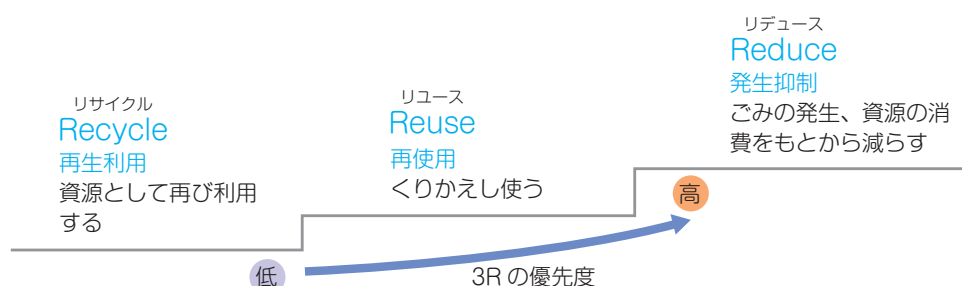 リサイクル
Recycle
再生利用
資源として再び利用
する
リユース
Reuse
再使用
くりかえし使う
リデュース
Reduce
発生抑制
ごみの発生、資源の消
費をもとから減らす
低
3R の優先度
高